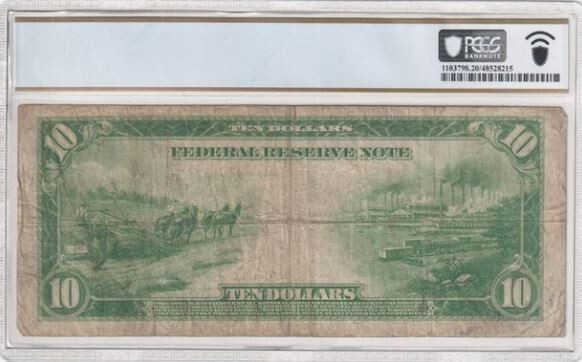 PCGS
BANKNOTE
1103798.20/48528215
10 TEN DOLLARS 10
FEDERAL RESERVE NOTE
10 TEN DOLLARS 10